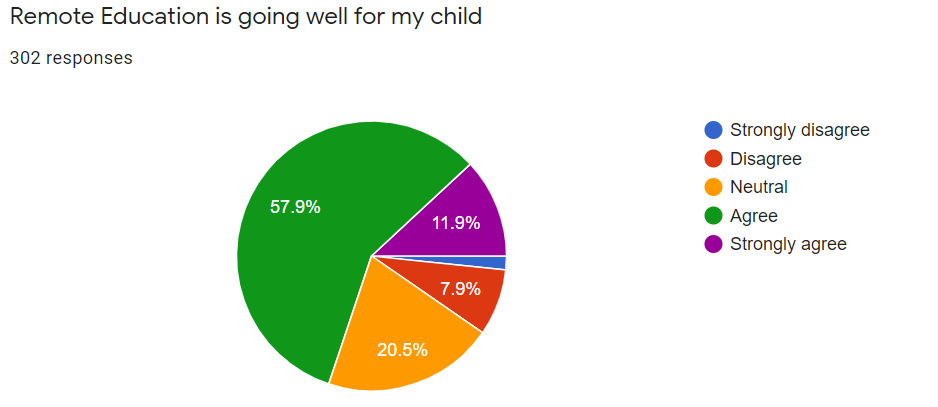 Remote Education is going well for my child
302 responses
57.9%
11.9%
7.9%
20.5%
Strongly disagree
Disagree
Neutral
Agree
Strongly agree